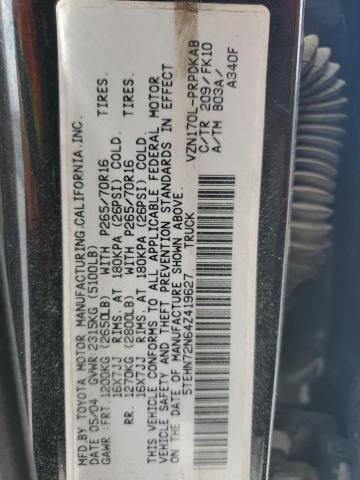 MFD.BY TOYOTA MOTOR MANUFACTURING,CALIFORNIA,INC.
DATE 05/04 GVWR:2315KG (5100LB)
GAWR FRT.1200KG (2650LB) WITH P265/70R16 TIRES.
16X7JJ RIMS. AT 180KPA (26PSI) COLD.
RR. 1270KG (2800LB) WITH P265/70R16 TIRES.
16X7JJ RIMS. AT 180KPA (26PSI) COLD.
THIS VEHICLE CONFORMS TO ALL APPLICABLE FEDERAL MOTOR
VEHICLE SAFETY AND THEFT PREVENTION STANDARDS IN EFFECT
ON THE DATE OF MANUFACTURE SHOWN ABOVE.
5TEHN72N64Z419627 TRUCK
VZN170L-PRPDKAB
C/TR 209/FK10
A/TM B03A/
A340F